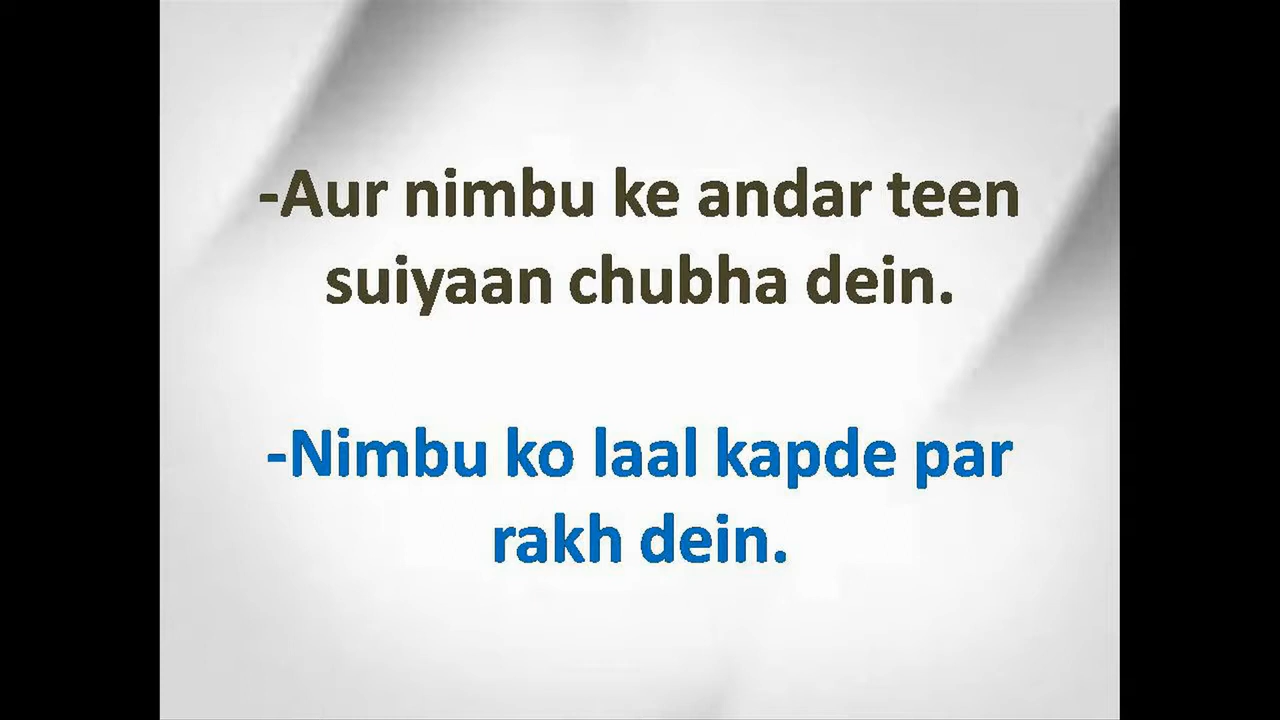 -Aur nimbu ke andar teen
suiyaan chubha dein.
-Nimbu ko laal kapde par
rakh dein.